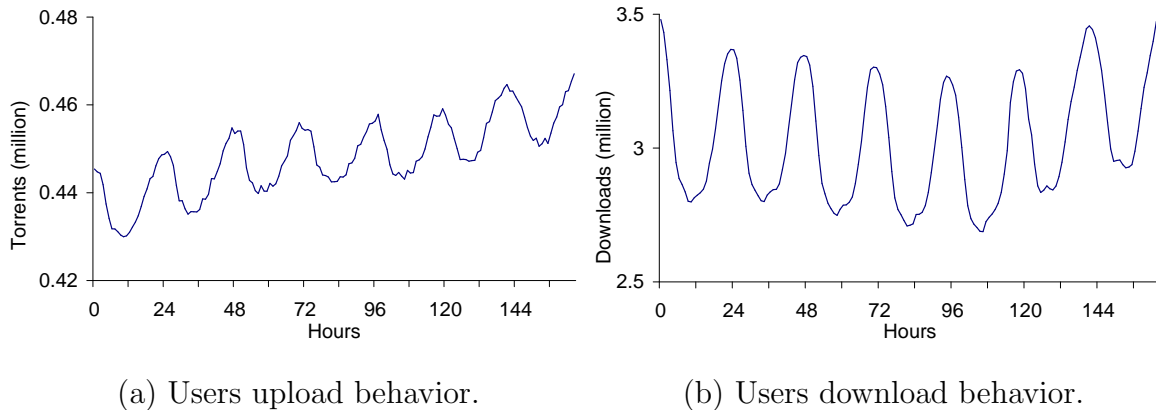 0.48
0.46
0.44
0.42
Torrents (million)
0 24 48 72 96 120 144
Hours
(a) Users upload behavior.
3.5
3
2.5
Downloads (million)
0 24 48 72 96 120 144
Hours
(b) Users download behavior.